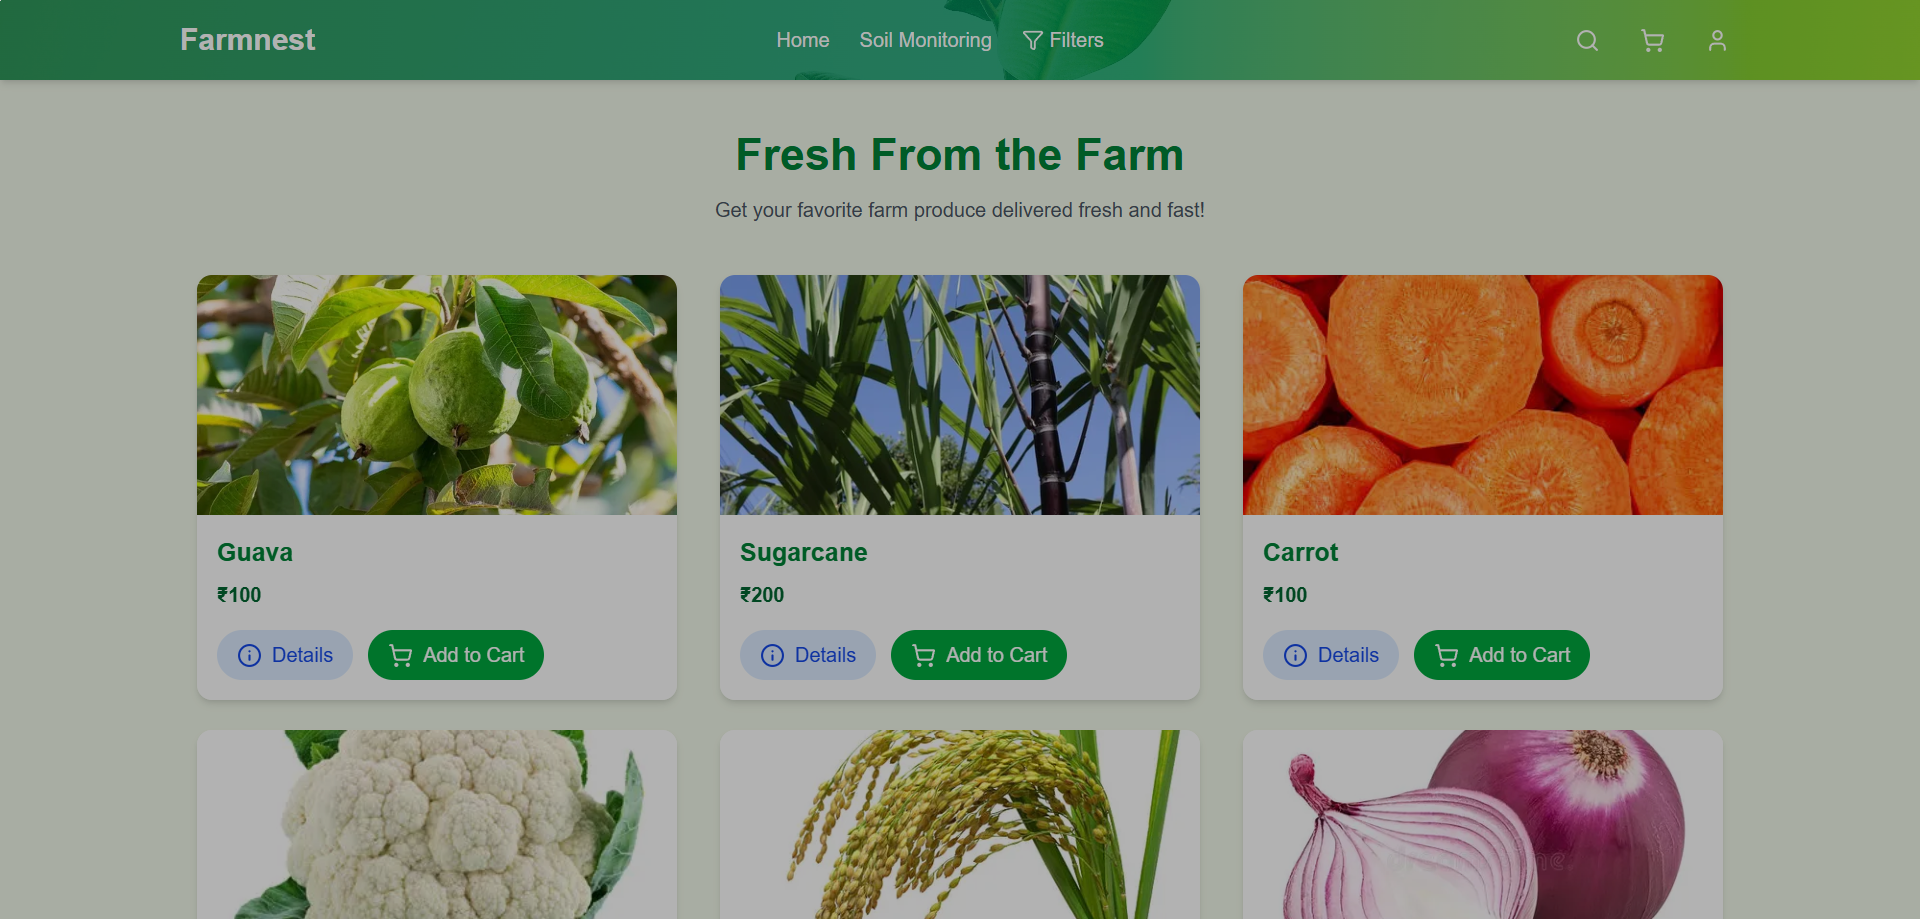 Farmnest
Home
Soil Monitoring
Filters
Fresh From the Farm
Get your favorite farm produce delivered fresh and fast!
Guava
₹100
Details
Add to Cart
Sugarcane
₹200
Details
Add to Cart
Carrot
₹100
Details
Add to Cart